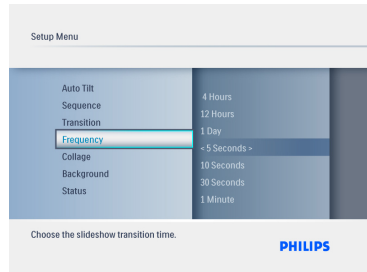 Setup Menu
Auto Tilt
Sequence
Transition
Frequency
Collage
Background
Status
4 Hours
12 Hours
1 Day
< 5 Seconds >
10 Seconds
30 Seconds
1 Minute
Choose the slideshow transition time.
PHILIPS